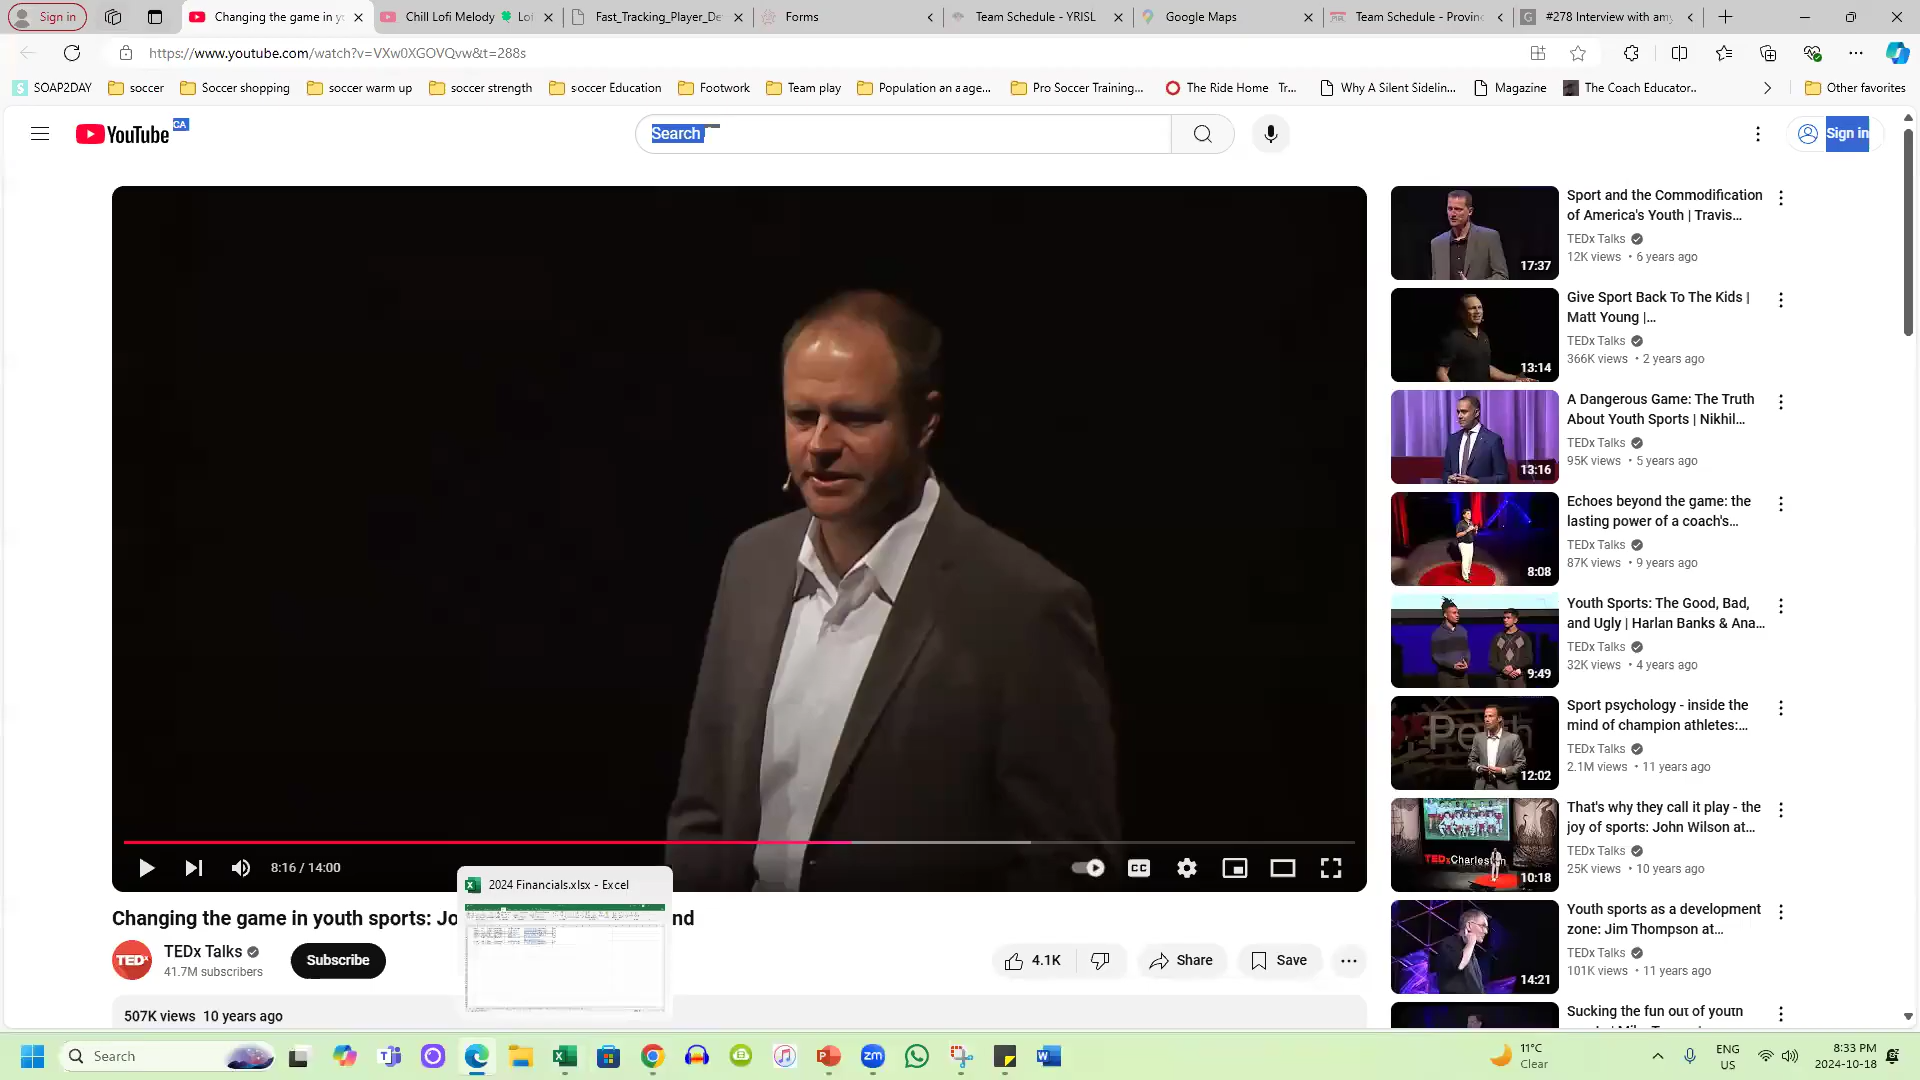 Sign in
Changing the game in y
Chill Lofi Melody
Lo
Fast_Tracking_Player_De
Forms
Team Schedule - YRISL
Google Maps
Team Schedule - Provin
#278 Interview with am
https://www.youtube.com/watch?v=VXw0XGOVQvw&t=288s
SOAP2DAY
soccer
Soccer shopping
soccer warm up
soccer strength
soccer Education
Footwork
Team play
Population an a age...
Pro Soccer Training...
The Ride Home Tr...
Why A Silent Sidelin...
Magazine
The Coach Educator..
Other favorites
YouTube CA
Search
Sign in
8:16 / 14:00
CC
2024 Financials.xlsx - Excel
Changing the game in youth sports: Jo nd
TEDx
TEDx Talks
41.7M subscribers
Subscribe
4.1K
Share
Save
507K views 10 years ago
17:37
Sport and the Commodification
of America's Youth | Travis...
TEDx Talks
12K views • 6 years ago
13:14
Give Sport Back To The Kids |
Matt Young |...
TEDx Talks
366K views • 2 years ago
13:16
A Dangerous Game: The Truth
About Youth Sports | Nikhil...
TEDx Talks
95K views • 5 years ago
8:08
Echoes beyond the game: the
lasting power of a coach's...
TEDx Talks
87K views • 9 years ago
9:49
Youth Sports: The Good, Bad,
and Ugly | Harlan Banks & Ana...
TEDx Talks
32K views • 4 years ago
12:02
Sport psychology - inside the
mind of champion athletes:...
TEDx Talks
2.1M views • 11 years ago
10:18
That's why they call it play - the
joy of sports: John Wilson at...
TEDx Talks
25K views • 10 years ago
14:21
Youth sports as a development
zone: Jim Thompson at...
TEDx Talks
101K views • 11 years ago
Sucking the fun out of youth
Search
zm
11°C
Clear
ENG
US
8:33 PM
2024-10-18